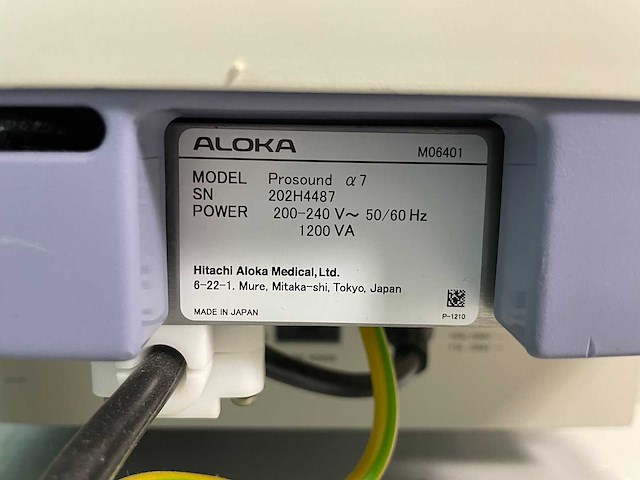 ALOKA M06401
MODEL Prosound α7
SN 202H4487
POWER 200-240 V～ 50/60 Hz
1200 VA
Hitachi Aloka Medical,Ltd.
6-22-1. Mure, Mitaka-shi, Tokyo, Japan
MADE IN JAPAN P-1210